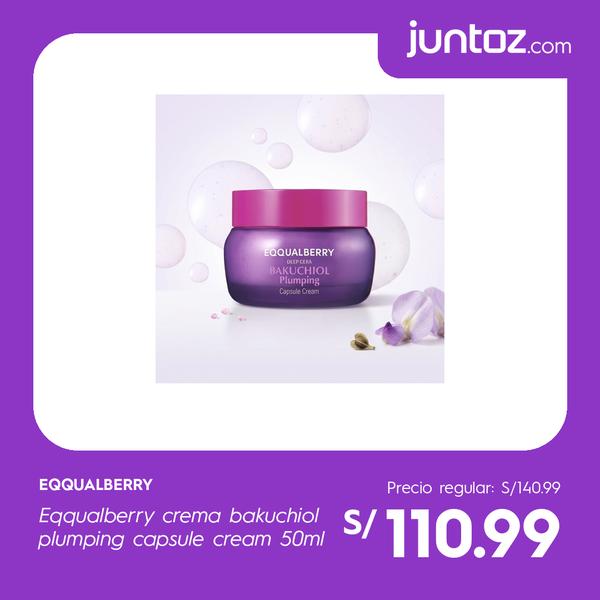 juntoz.com
EQQUALBERRY
DEEP CERA
BAKUCHIOL
Plumping
Capsule Cream
EQQUALBERRY
Eqqualberry crema bakuchiol
plumping capsule cream 50ml
Precio regular: S/140.99
S/110.99